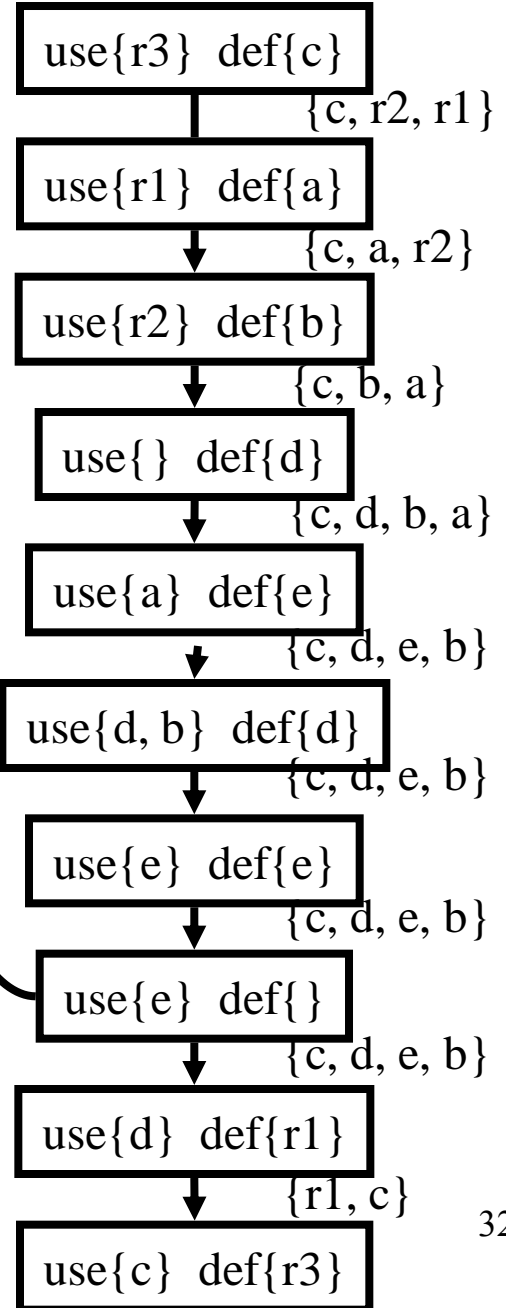 use{r3} def{c}
{c, r2, r1}
use{r1} def{a}
{c, a, r2}
use{r2} def{b}
{c, b, a}
use{} def{d}
{c, d, b, a}
use{a} def{e}
{c, d, e, b}
use{d, b} def{d}
{c, d, e, b}
use{e} def{e}
{c, d, e, b}
use{e} def{}
{c, d, e, b}
use{d} def{r1}
{r1, c}
32
use{c} def{r3}